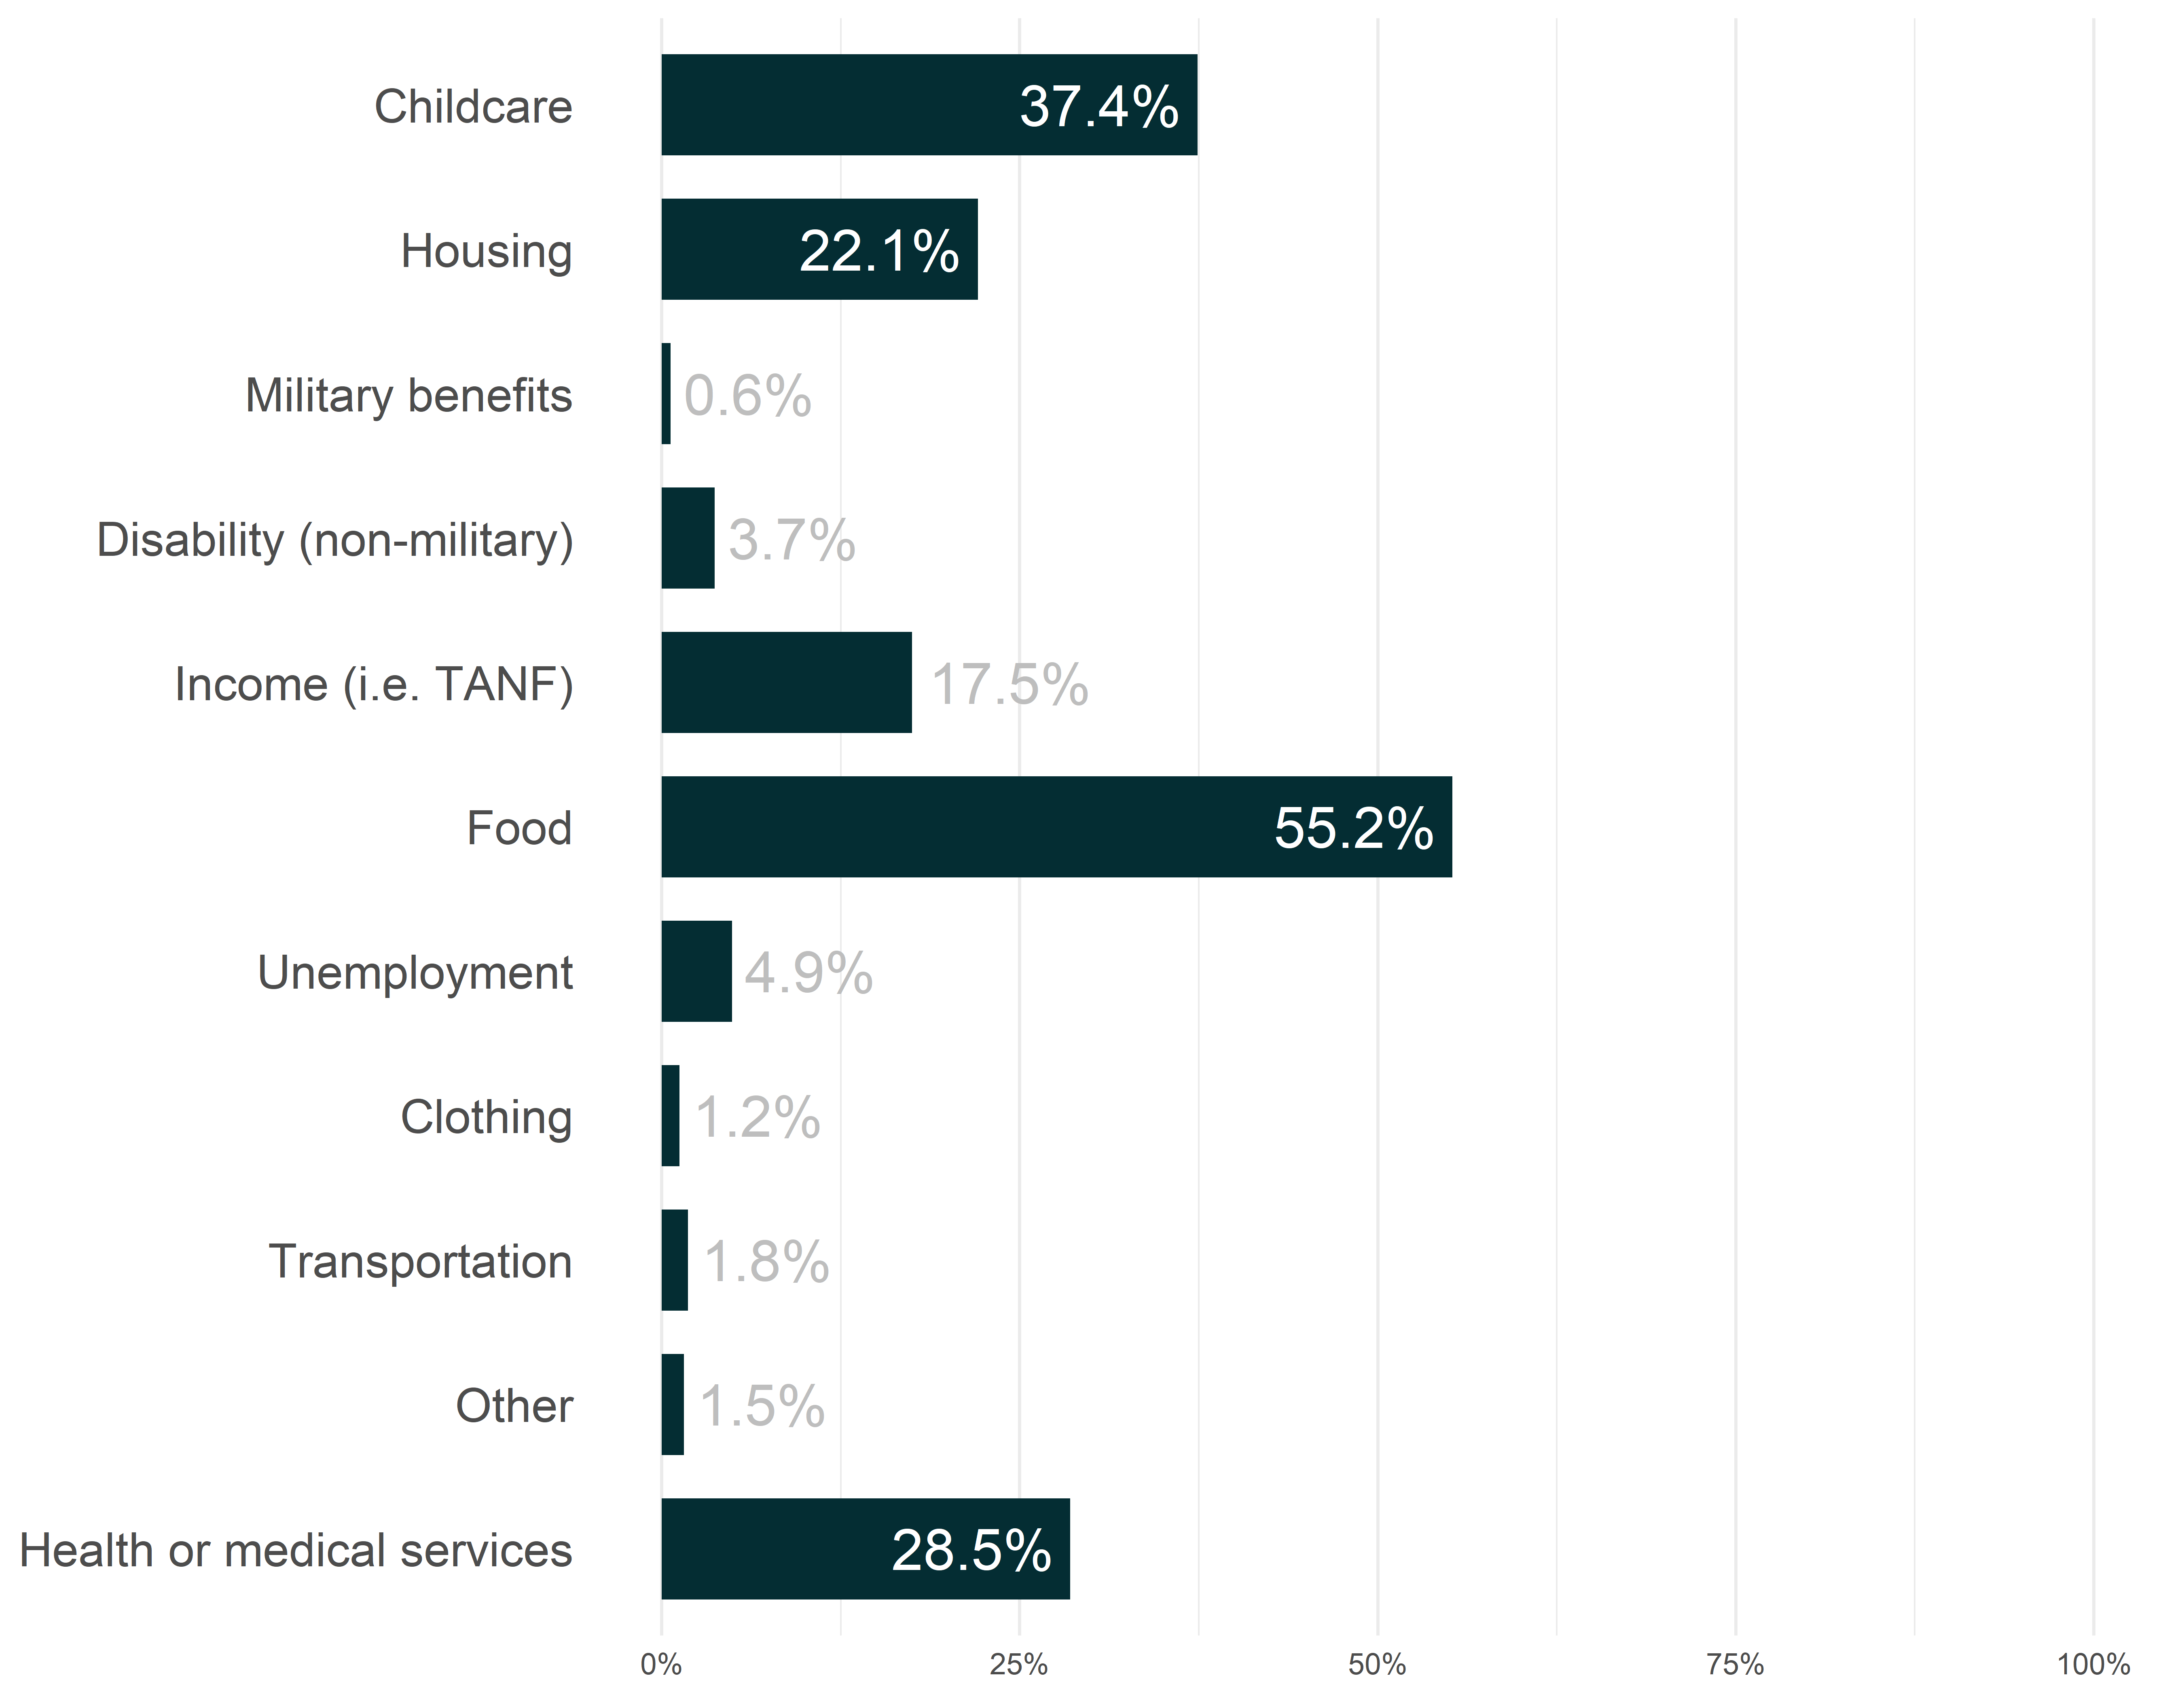 Childcare 37.4%
Housing 22.1%
Military benefits 0.6%
Disability (non-military) 3.7%
Income (i.e. TANF) 17.5%
Food 55.2%
Unemployment 4.9%
Clothing 1.2%
Transportation 1.8%
Other 1.5%
Health or medical services 28.5%
0% 25% 50% 75% 100%